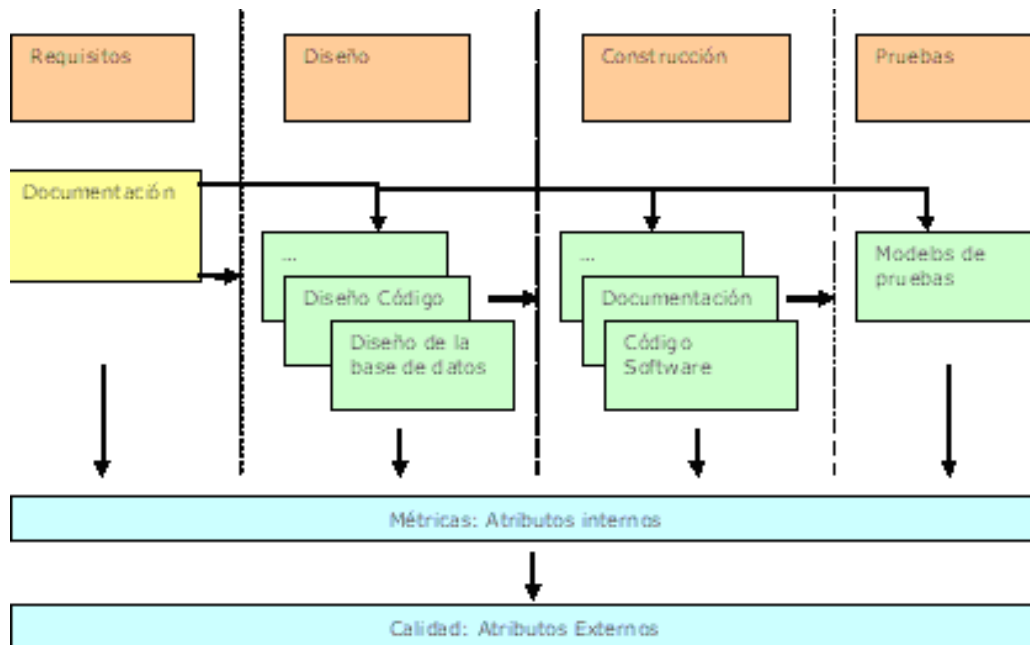 Requisitos
Diseño
Construcción
Pruebas
Documentación
...
Diseño Código
Diseño de la
base de datos
...
Documentación
Código
Software
Modelos de
pruebas
Métricas: Atributos internos
Calidad: Atributos Externos